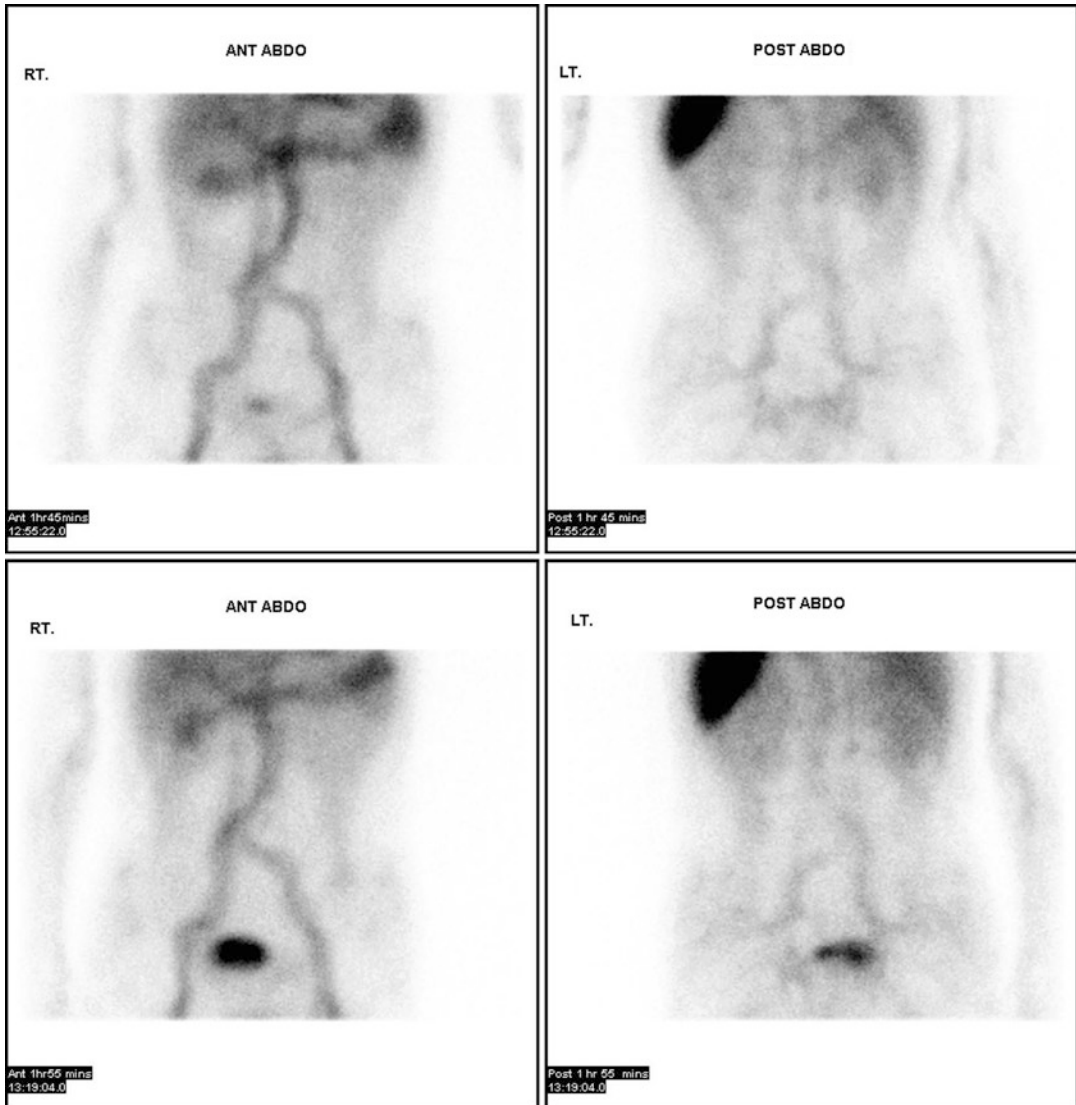 ANT ABDO
RT.
Ant 1hr45mins
12:55:22.0
POST ABDO
LT.
Post 1 hr 45 mins
12:55:22.0
ANT ABDO
RT.
Ant 1hr55 mins
13:19:04.0
POST ABDO
LT.
Post 1 hr 55 mins
13:19:04.0